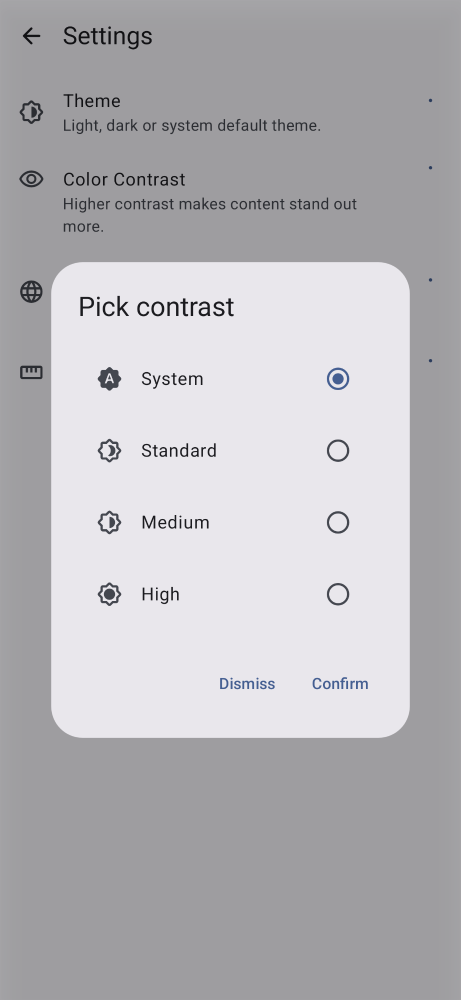 Settings
Theme
Light, dark or system default theme.
Color Contrast
Higher contrast makes content stand out
more.
Pick contrast
A System
Standard
Medium
High
Dismiss Confirm